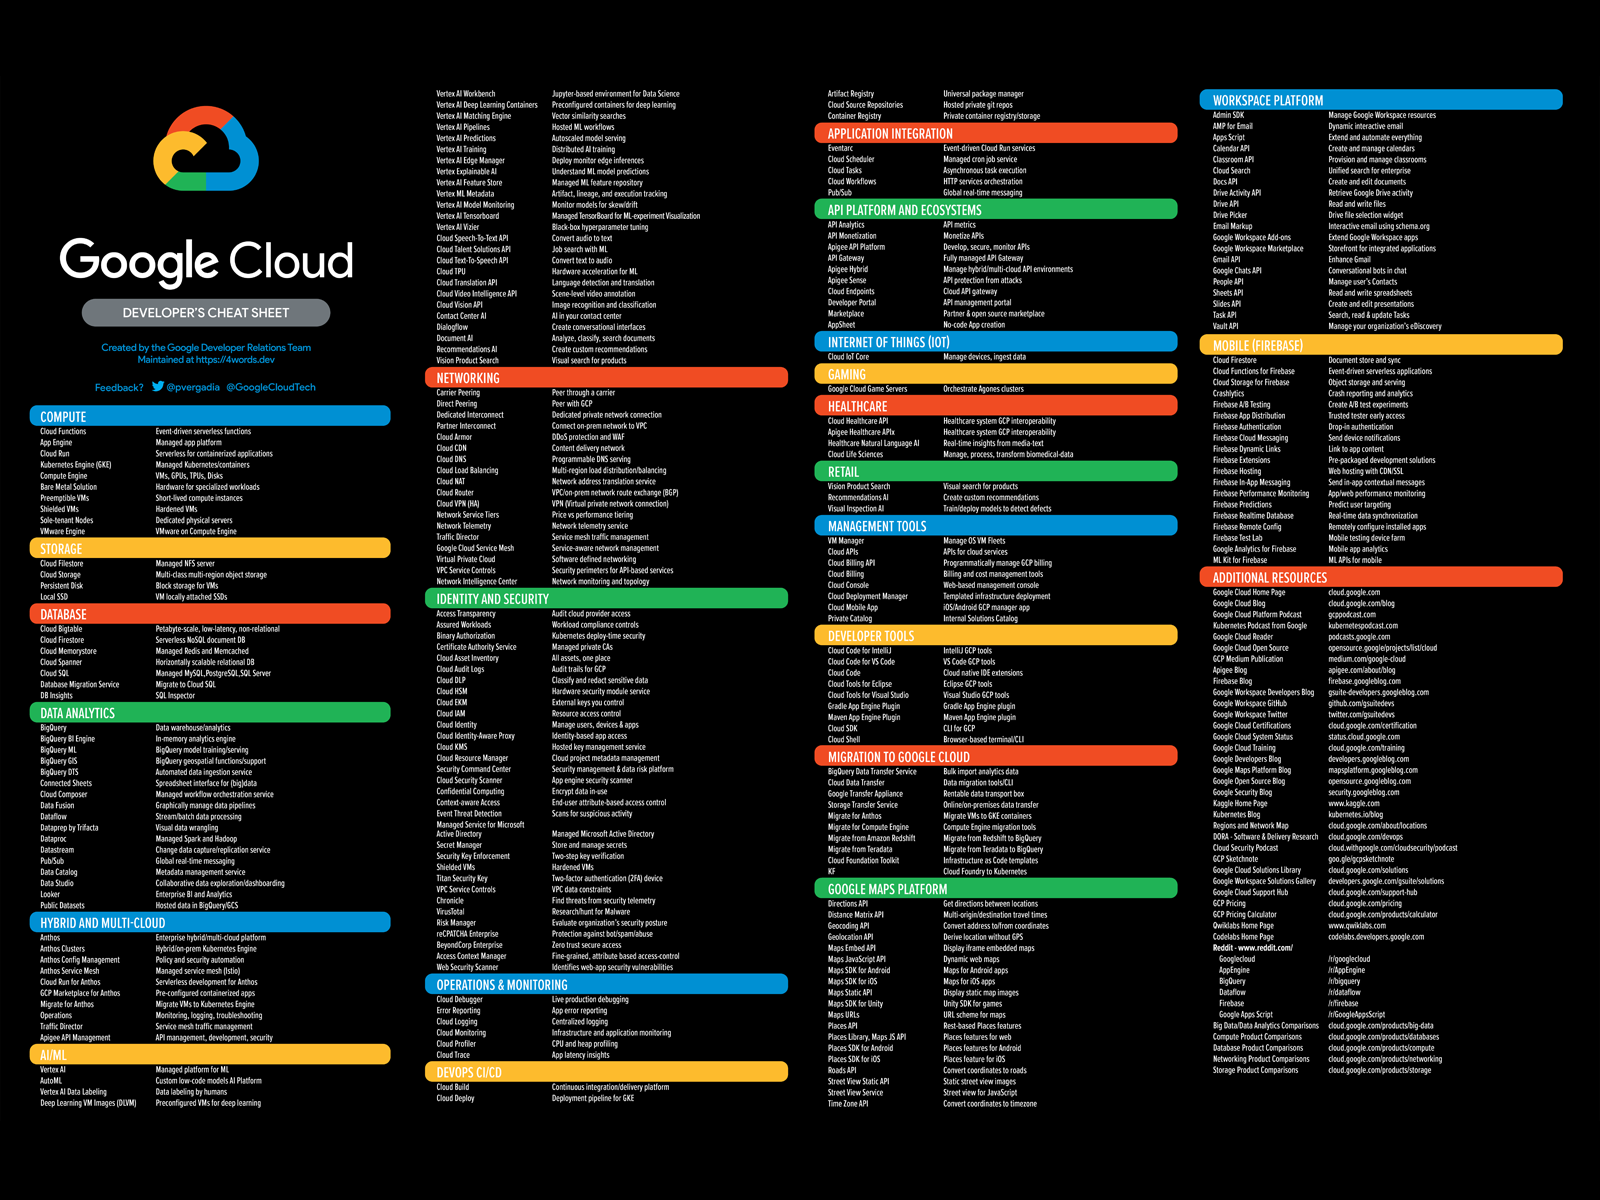 Google Cloud
DEVELOPER'S CHEAT SHEET
Created by the Google Developer Relations Team
Maintained at https://4words.dev
Feedback? @pvergadia @GoogleCloudTech
COMPUTE
Cloud Functions Event-driven serverless functions
App Engine Managed app platform
Cloud Run Serverless for containerized applications
Kubernetes Engine (GKE) Managed Kubernetes/containers
Compute Engine VMs, GPUs, TPUs, Disks
Bare Metal Solution Hardware for specialized workloads
Preemptible VMs Short-lived compute instances
Shielded VMs Hardened VMs
Sole-tenant Nodes Dedicated physical servers
VMware Engine VMware on Compute Engine
STORAGE
Cloud Filestore Managed NFS server
Cloud Storage Multi-class multi-region object storage
Persistent Disk Block storage for VMs
Local SSD VM locally attached SSDs
DATABASE
Cloud Bigtable Petabyte-scale, low-latency, non-relational
Cloud Firestore Serverless NoSQL document DB
Cloud Memorystore Managed Redis and Memcached
Cloud Spanner Horizontally scalable relational DB
Cloud SQL Managed MySQL,PostgreSQL,SQL Server
Database Migration Service Migrate to Cloud SQL
DB Insights SQL Inspector
DATA ANALYTICS
BigQuery Data warehouse/analytics
BigQuery BI Engine In-memory analytics engine
BigQuery ML BigQuery model training/serving
BigQuery GIS BigQuery geospatial functions/support
BigQuery DTS Automated data ingestion service
Connected Sheets Spreadsheet interface for (big)data
Cloud Composer Managed workflow orchestration service
Data Fusion Graphically manage data pipelines
Dataflow Stream/batch data processing
Dataprep by Trifacta Visual data wrangling
Dataproc Managed Spark and Hadoop
Datastream Change data capture/replication service
Pub/Sub Global real-time messaging
Data Catalog Metadata management service
Data Studio Collaborative data exploration/dashboarding
Looker Enterprise BI and Analytics
Public Datasets Hosted data in BigQuery/GCS
HYBRID AND MULTI-CLOUD
Anthos Enterprise hybrid/multi-cloud platform
Anthos Clusters Hybrid/on-prem Kubernetes Engine
Anthos Config Management Policy and security automation
Anthos Service Mesh Managed service mesh (Istio)
Cloud Run for Anthos Servlerless development for Anthos
GCP Marketplace for Anthos Pre-configured containerized apps
Migrate for Anthos Migrate VMs to Kubernetes Engine
Operations Monitoring, logging, troubleshooting
Traffic Director Service mesh traffic management
Apigee API Management API management, development, security
AI/ML
Vertex AI Managed platform for ML
AutoML Custom low-code models AI Platform
Vertex AI Data Labeling Data labeling by humans
Deep Learning VM Images (DLVM) Preconfigured VMs for deep learning
Vertex AI Workbench Jupyter-based environment for Data Science
Vertex AI Deep Learning Containers Preconfigured containers for deep learning
Vertex AI Matching Engine Vector similarity searches
Vertex AI Pipelines Hosted ML workflows
Vertex AI Predictions Autoscaled model serving
Vertex AI Training Distributed AI training
Vertex AI Edge Manager Deploy monitor edge inferences
Vertex Explainable AI Understand ML model predictions
Vertex AI Feature Store Managed ML feature repository
Vertex ML Metadata Artifact, lineage, and execution tracking
Vertex AI Model Monitoring Monitor models for skew/drift
Vertex AI Tensorboard Managed TensorBoard for ML-experiment Visualization
Vertex AI Vizier Black-box hyperparameter tuning
Cloud Speech-To-Text API Convert audio to text
Cloud Talent Solutions API Job search with ML
Cloud Text-To-Speech API Convert text to audio
Cloud TPU Hardware acceleration for ML
Cloud Translation API Language detection and translation
Cloud Video Intelligence API Scene-level video annotation
Cloud Vision API Image recognition and classification
Contact Center AI AI in your contact center
Dialogflow Create conversational interfaces
Document AI Analyze, classify, search documents
Recommendations AI Create custom recommendations
Vision Product Search Visual search for products
NETWORKING
Carrier Peering Peer through a carrier
Direct Peering Peer with GCP
Dedicated Interconnect Dedicated private network connection
Partner Interconnect Connect on-prem network to VPC
Cloud Armor DDoS protection and WAF
Cloud CDN Content delivery network
Cloud DNS Programmable DNS serving
Cloud Load Balancing Multi-region load distribution/balancing
Cloud NAT Network address translation service
Cloud Router VPC/on-prem network route exchange (BGP)
Cloud VPN (HA) VPN (Virtual private network connection)
Network Service Tiers Price vs performance tiering
Network Telemetry Network telemetry service
Traffic Director Service mesh traffic management
Google Cloud Service Mesh Service-aware network management
Virtual Private Cloud Software defined networking
VPC Service Controls Security perimeters for API-based services
Network Intelligence Center Network monitoring and topology
IDENTITY AND SECURITY
Access Transparency Audit cloud provider access
Assured Workloads Workload compliance controls
Binary Authorization Kubernetes deploy-time security
Certificate Authority Service Managed private CAs
Cloud Asset Inventory All assets, one place
Cloud Audit Logs Audit trails for GCP
Cloud DLP Classify and redact sensitive data
Cloud HSM Hardware security module service
Cloud EKM External keys you control
Cloud IAM Resource access control
Cloud Identity Manage users, devices & apps
Cloud Identity-Aware Proxy Identity-based app access
Cloud KMS Hosted key management service
Cloud Resource Manager Cloud project metadata management
Security Command Center Security management & data risk platform
Cloud Security Scanner App engine security scanner
Confidential Computing Encrypt data in-use
Context-aware Access End-user attribute-based access control
Event Threat Detection Scans for suspicious activity
Managed Service for Microsoft
Active Directory Managed Microsoft Active Directory
Secret Manager Store and manage secrets
Security Key Enforcement Two-step key verification
Shielded VMs Hardened VMs
Titan Security Key Two-factor authentication (2FA) device
VPC Service Controls VPC data constraints
Chronicle Find threats from security telemetry
VirusTotal Research/hunt for Malware
Risk Manager Evaluate organization's security posture
reCPATCHA Enterprise Protection against bot/spam/abuse
BeyondCorp Enterprise Zero trust secure access
Access Context Manager Fine-grained, attribute based access-control
Web Security Scanner Identifies web-app security vulnerabilities
OPERATIONS & MONITORING
Cloud Debugger Live production debugging
Error Reporting App error reporting
Cloud Logging Centralized logging
Cloud Monitoring Infrastructure and application monitoring
Cloud Profiler CPU and heap profiling
Cloud Trace App latency insights
DEVOPS CI/CD
Cloud Build Continuous integration/delivery platform
Cloud Deploy Deployment pipeline for GKE
Artifact Registry Universal package manager
Cloud Source Repositories Hosted private git repos
Container Registry Private container registry/storage
APPLICATION INTEGRATION
Eventarc Event-driven Cloud Run services
Cloud Scheduler Managed cron job service
Cloud Tasks Asynchronous task execution
Cloud Workflows HTTP services orchestration
Pub/Sub Global real-time messaging
API PLATFORM AND ECOSYSTEMS
API Analytics API metrics
API Monetization Monetize APIs
Apigee API Platform Develop, secure, monitor APIs
API Gateway Fully managed API Gateway
Apigee Hybrid Manage hybrid/multi-cloud API environments
Apigee Sense API protection from attacks
Cloud Endpoints Cloud API gateway
Developer Portal API management portal
Marketplace Partner & open source marketplace
AppSheet No-code App creation
INTERNET OF THINGS (IOT)
Cloud IoT Core Manage devices, ingest data
GAMING
Google Cloud Game Servers Orchestrate Agones clusters
HEALTHCARE
Cloud Healthcare API Healthcare system GCP interoperability
Apigee Healthcare APIx Healthcare system GCP interoperability
Healthcare Natural Language AI Real-time insights from media-text
Cloud Life Sciences Manage, process, transform biomedical-data
RETAIL
Vision Product Search Visual search for products
Recommendations AI Create custom recommendations
Visual Inspection AI Train/deploy models to detect defects
MANAGEMENT TOOLS
VM Manager Manage OS VM Fleets
Cloud APIs APIs for cloud services
Cloud Billing API Programmatically manage GCP billing
Cloud Billing Billing and cost management tools
Cloud Console Web-based management console
Cloud Deployment Manager Templated infrastructure deployment
Cloud Mobile App iOS/Android GCP manager app
Private Catalog Internal Solutions Catalog
DEVELOPER TOOLS
Cloud Code for IntelliJ IntelliJ GCP tools
Cloud Code for VS Code VS Code GCP tools
Cloud Code Cloud native IDE extensions
Cloud Tools for Eclipse Eclipse GCP tools
Cloud Tools for Visual Studio Visual Studio GCP tools
Gradle App Engine Plugin Gradle App Engine plugin
Maven App Engine Plugin Maven App Engine plugin
Cloud SDK CLI for GCP
Cloud Shell Browser-based terminal/CLI
MIGRATION TO GOOGLE CLOUD
BigQuery Data Transfer Service Bulk import analytics data
Cloud Data Transfer Data migration tools/CLI
Google Transfer Appliance Rentable data transport box
Storage Transfer Service Online/on-premises data transfer
Migrate for Anthos Migrate VMs to GKE containers
Migrate for Compute Engine Compute Engine migration tools
Migrate from Amazon Redshift Migrate from Redshift to BigQuery
Migrate from Teradata Migrate from Teradata to BigQuery
Cloud Foundation Toolkit Infrastructure as Code templates
KF Cloud Foundry to Kubernetes
GOOGLE MAPS PLATFORM
Directions API Get directions between locations
Distance Matrix API Multi-origin/destination travel times
Geocoding API Convert address to/from coordinates
Geolocation API Derive location without GPS
Maps Embed API Display iframe embedded maps
Maps JavaScript API Dynamic web maps
Maps SDK for Android Maps for Android apps
Maps SDK for iOS Maps for iOS apps
Maps Static API Display static map images
Maps SDK for Unity Unity SDK for games
Maps URLs URL scheme for maps
Places API Rest-based Places features
Places Library, Maps JS API Places features for web
Places SDK for Android Places features for Android
Places SDK for iOS Places feature for iOS
Roads API Convert coordinates to roads
Street View Static API Static street view images
Street View Service Street view for JavaScript
Time Zone API Convert coordinates to timezone
WORKSPACE PLATFORM
Admin SDK Manage Google Workspace resources
AMP for Email Dynamic interactive email
Apps Script Extend and automate everything
Calendar API Create and manage calendars
Classroom API Provision and manage classrooms
Cloud Search Unified search for enterprise
Docs API Create and edit documents
Drive Activity API Retrieve Google Drive activity
Drive API Read and write files
Drive Picker Drive file selection widget
Email Markup Interactive email using schema.org
Google Workspace Add-ons Extend Google Workspace apps
Google Workspace Marketplace Storefront for integrated applications
Gmail API Enhance Gmail
Google Chats API Conversational bots in chat
People API Manage user's Contacts
Sheets API Read and write spreadsheets
Slides API Create and edit presentations
Task API Search, read & update Tasks
Vault API Manage your organization's eDiscovery
MOBILE (FIREBASE)
Cloud Firestore Document store and sync
Cloud Functions for Firebase Event-driven serverless applications
Cloud Storage for Firebase Object storage and serving
Crashlytics Crash reporting and analytics
Firebase A/B Testing Create A/B test experiments
Firebase App Distribution Trusted tester early access
Firebase Authentication Drop-in authentication
Firebase Cloud Messaging Send device notifications
Firebase Dynamic Links Link to app content
Firebase Extensions Pre-packaged development solutions
Firebase Hosting Web hosting with CDN/SSL
Firebase In-App Messaging Send in-app contextual messages
Firebase Performance Monitoring App/web performance monitoring
Firebase Predictions Predict user targeting
Firebase Realtime Database Real-time data synchronization
Firebase Remote Config Remotely configure installed apps
Firebase Test Lab Mobile testing device farm
Google Analytics for Firebase Mobile app analytics
ML Kit for Firebase ML APIs for mobile
ADDITIONAL RESOURCES
Google Cloud Home Page cloud.google.com
Google Cloud Blog cloud.google.com/blog
Google Cloud Platform Podcast gcppodcast.com
Kubernetes Podcast from Google kubernetespodcast.com
Google Cloud Reader podcasts.google.com
Google Cloud Open Source opensource.google/projects/list/cloud
GCP Medium Publication medium.com/google-cloud
Apigee Blog apigee.com/about/blog
Firebase Blog firebase.googleblog.com
Google Workspace Developers Blog gsuite-developers.googleblog.com
Google Workspace GitHub github.com/gsuitedevs
Google Workspace Twitter twitter.com/gsuitedevs
Google Cloud Certifications cloud.google.com/certification
Google Cloud System Status status.cloud.google.com
Google Cloud Training cloud.google.com/training
Google Developers Blog developers.googleblog.com
Google Maps Platform Blog mapsplatform.googleblog.com
Google Open Source Blog opensource.googleblog.com
Google Security Blog security.googleblog.com
Kaggle Home Page www.kaggle.com
Kubernetes Blog kubernetes.io/blog
Regions and Network Map cloud.google.com/about/locations
DORA - Software & Delivery Research cloud.google.com/devops
Cloud Security Podcast cloud.withgoogle.com/cloudsecurity/podcast
GCP Sketchnote goo.gle/gcpsketchnote
Google Cloud Solutions Library cloud.google.com/solutions
Google Workspace Solutions Gallery developers.google.com/gsuite/solutions
Google Cloud Support Hub cloud.google.com/support-hub
GCP Pricing cloud.google.com/pricing
GCP Pricing Calculator cloud.google.com/products/calculator
Qwiklabs Home Page www.qwiklabs.com
Codelabs Home Page codelabs.developers.google.com
Reddit - www.reddit.com/
Googlecloud /r/googlecloud
AppEngine /r/AppEngine
BigQuery /r/bigquery
Dataflow /r/dataflow
Firebase /r/firebase
Google Apps Script /r/GoogleAppsScript
Big Data/Data Analytics Comparisons cloud.google.com/products/big-data
Compute Product Comparisons cloud.google.com/products/databases
Database Product Comparisons cloud.google.com/products/compute
Networking Product Comparisons cloud.google.com/products/networking
Storage Product Comparisons cloud.google.com/products/storage